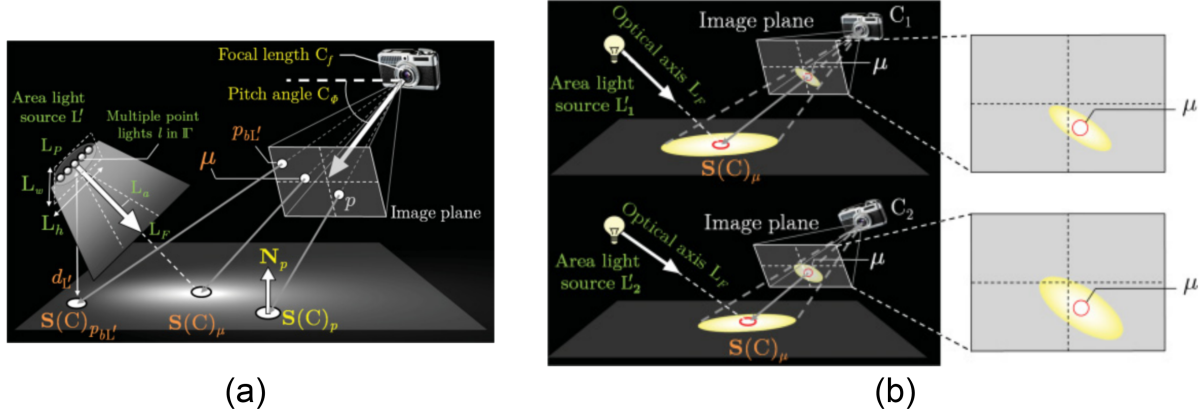 Focal length C_f
Pitch angle C_Φ
Area light
source L'
Multiple point
lights l in Γ
L_P
L_w
L_h
L_a
L_F
p_bL'
μ
p
Image plane
N_p
d_L'
S(C)_p_bL'
S(C)_μ
S(C)_p
(a)
Image plane
C_1
Optical axis L_F
μ
Area light
source L'_1
S(C)_μ
μ
Image plane
C_2
Optical axis L_F
μ
Area light
source L'_2
S(C)_μ
μ
(b)